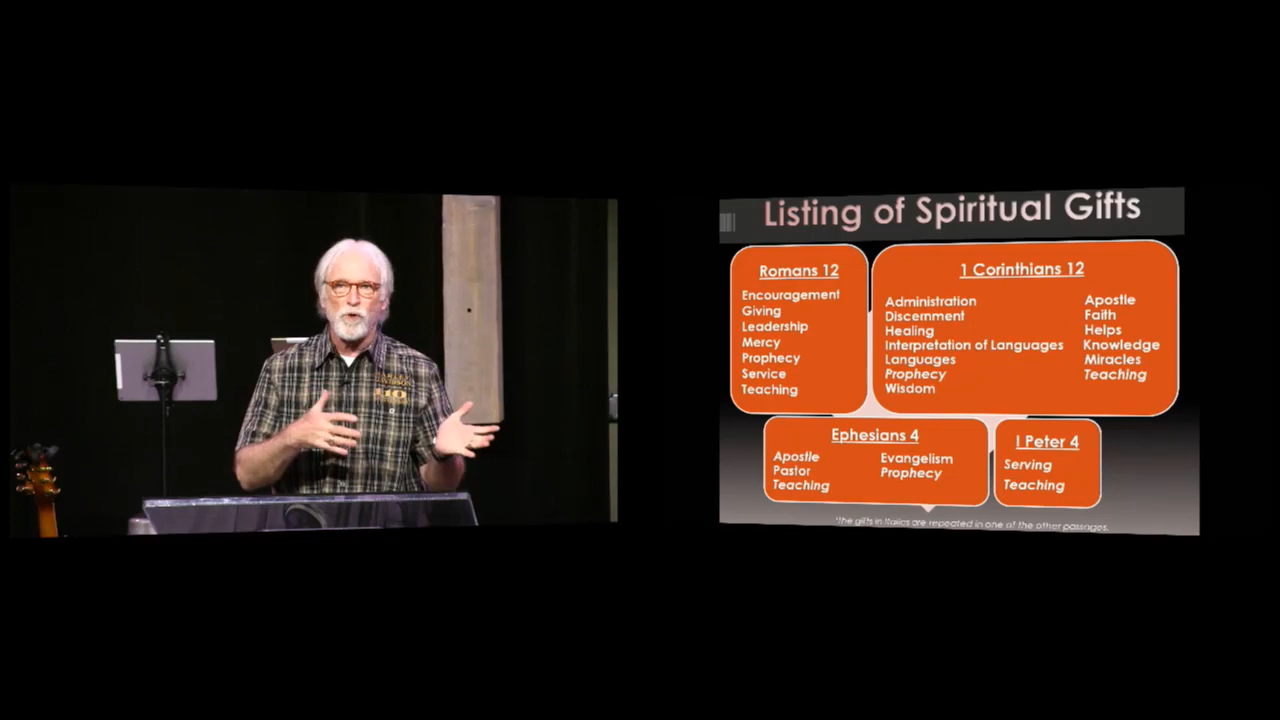 Listing of Spiritual Gifts
Romans 12
Encouragement
Giving
Leadership
Mercy
Prophecy
Service
Teaching
1 Corinthians 12
Administration
Discernment
Healing
Interpretation of Languages
Languages
Prophecy
Wisdom
Apostle
Faith
Helps
Knowledge
Miracles
Teaching
Ephesians 4
Apostle
Pastor
Teaching
Evangelism
Prophecy
I Peter 4
Serving
Teaching
*The gifts in Italics are repeated in one of the other passages.
110